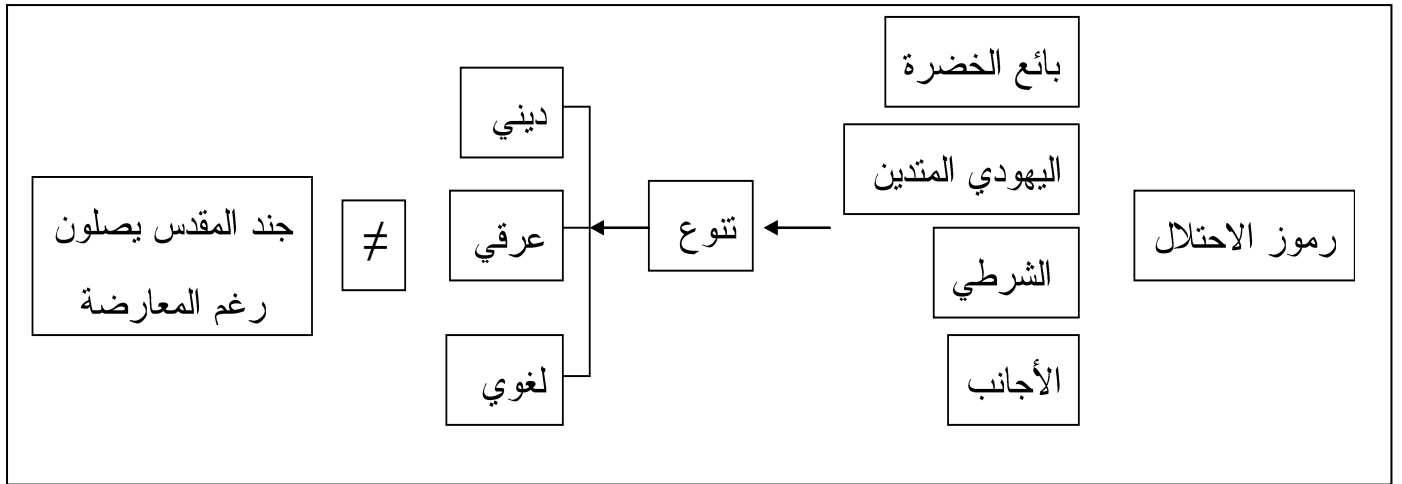 رموز الاحتلال
بائع الخضرة
اليهودي المتدين
الشرطي
الأجانب
تنوع
ديني
عرقي
لغوي
≠
جند المقدس يصلون
رغم المعارضة